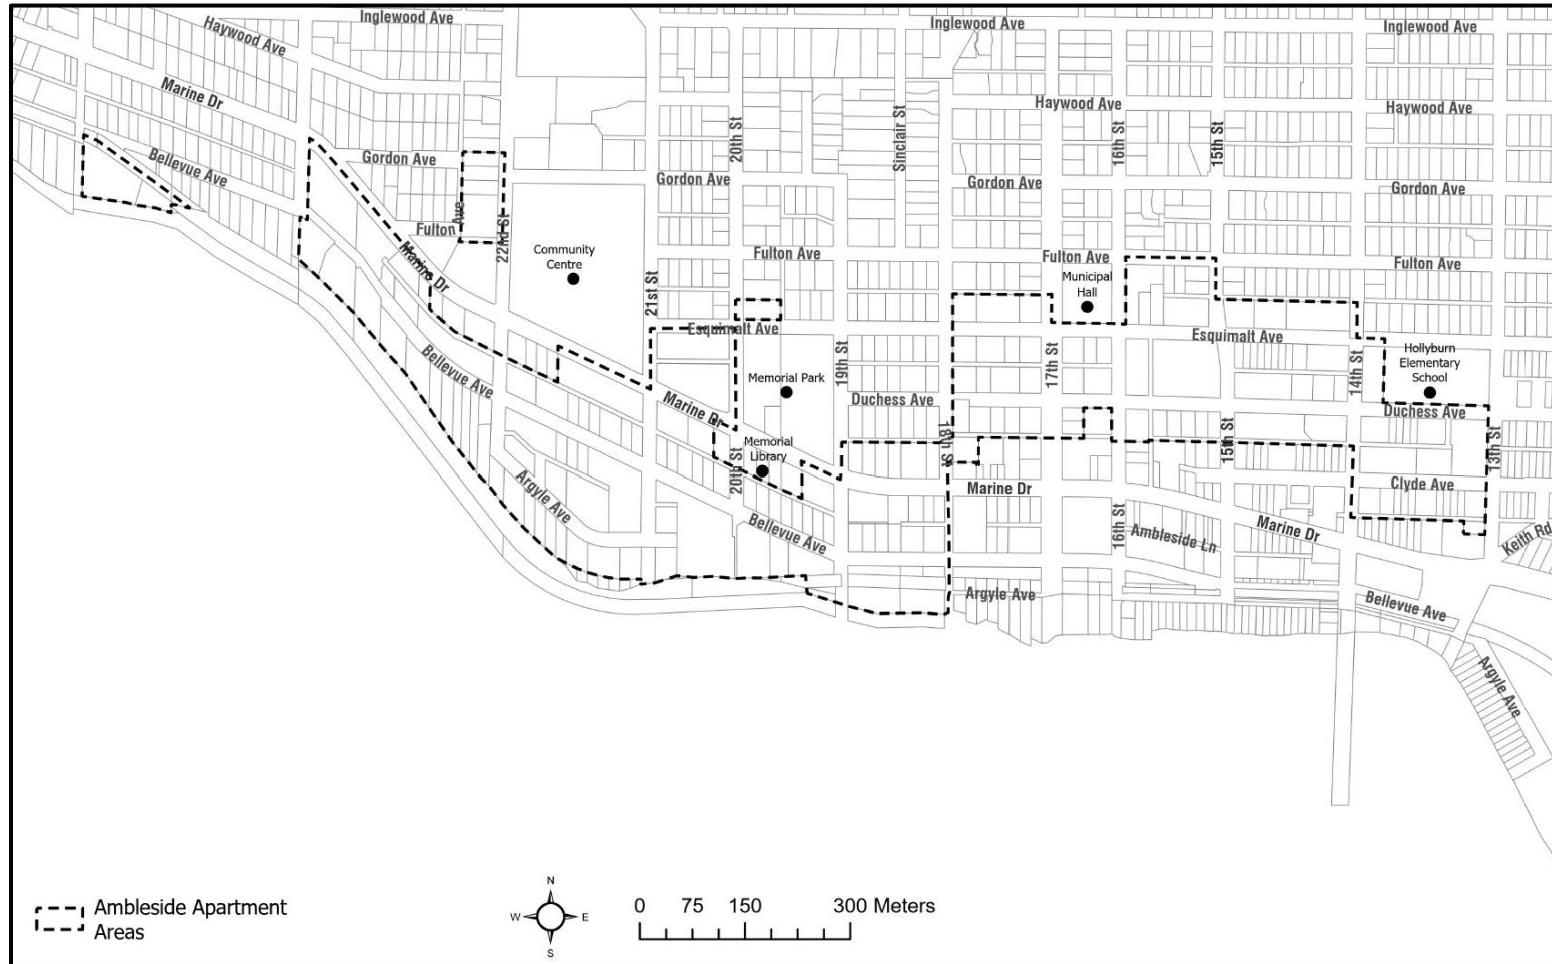 Inglewood Ave
Inglewood Ave
Inglewood Ave
Haywood Ave
Marine Dr
Haywood Ave
Haywood Ave
20th St
Sinclair St
16th St
15th St
Bellevue Ave
Gordon Ave
Gordon Ave
Gordon Ave
Gordon Ave
Fulton Ave
22nd St
Community
Centre
Marine Dr
21st St
Fulton Ave
Fulton Ave
Fulton Ave
Municipal
Hall
Esquimalt Ave
Esquimalt Ave
Bellevue Ave
19th St
17th St
14th St
Hollyburn
Elementary
School
Memorial Park
Marine Dr
Duchess Ave
Duchess Ave
Memorial
Library
20th St
18th St
15th St
13th St
Argyle Ave
Marine Dr
Clyde Ave
Bellevue Ave
16th St
Ambleside Ln
Marine Dr
Keith Rd
Argyle Ave
Bellevue Ave
Argyle Ave
Ambleside Apartment
Areas
N
W E
S
0 75 150 300 Meters